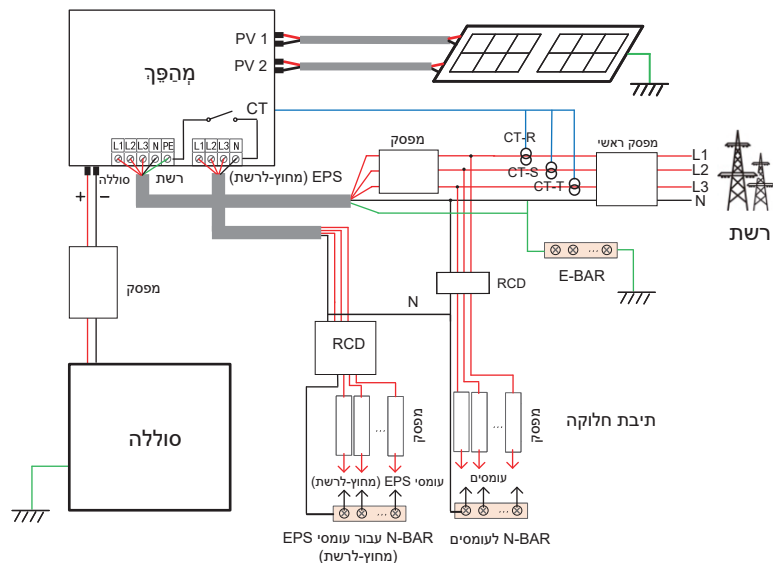 PV 1
PV 2
מְהַפֵּךְ
CT
L1 L2 L3 N PE
L1 L2 L3 N
סוללה
רשת
EPS (מחוץ-לרשת)
+
−
מפסק
סוללה
מפסק
CT-R
CT-S
CT-T
מפסק ראשי
L1
L2
L3
N
רשת
E-BAR
RCD
N
RCD
מפסק
...
מפסק
...
תיבת חלוקה
עומסי EPS (מחוץ-לרשת)
עומסים
...
...
N-BAR עבור עומסי EPS
(מחוץ-לרשת)
N-BAR לעומסים